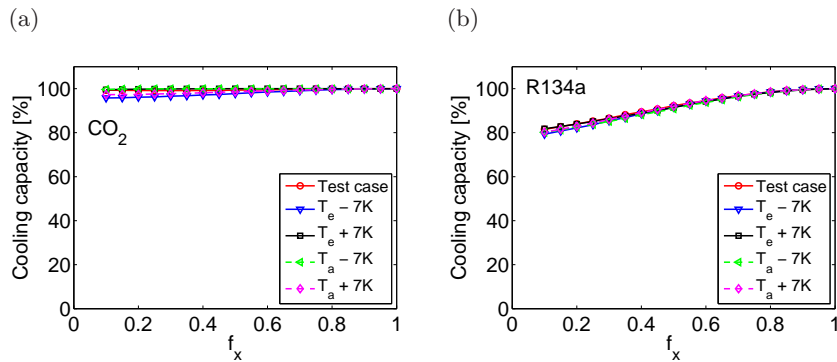 (a)
Cooling capacity [%]
120
100
80
60
40
20
0
CO2
Test case
Te − 7K
Te + 7K
Ta − 7K
Ta + 7K
0 0.2 0.4 0.6 0.8 1
fx
(b)
Cooling capacity [%]
120
100
80
60
40
20
0
R134a
Test case
Te − 7K
Te + 7K
Ta − 7K
Ta + 7K
0 0.2 0.4 0.6 0.8 1
fx